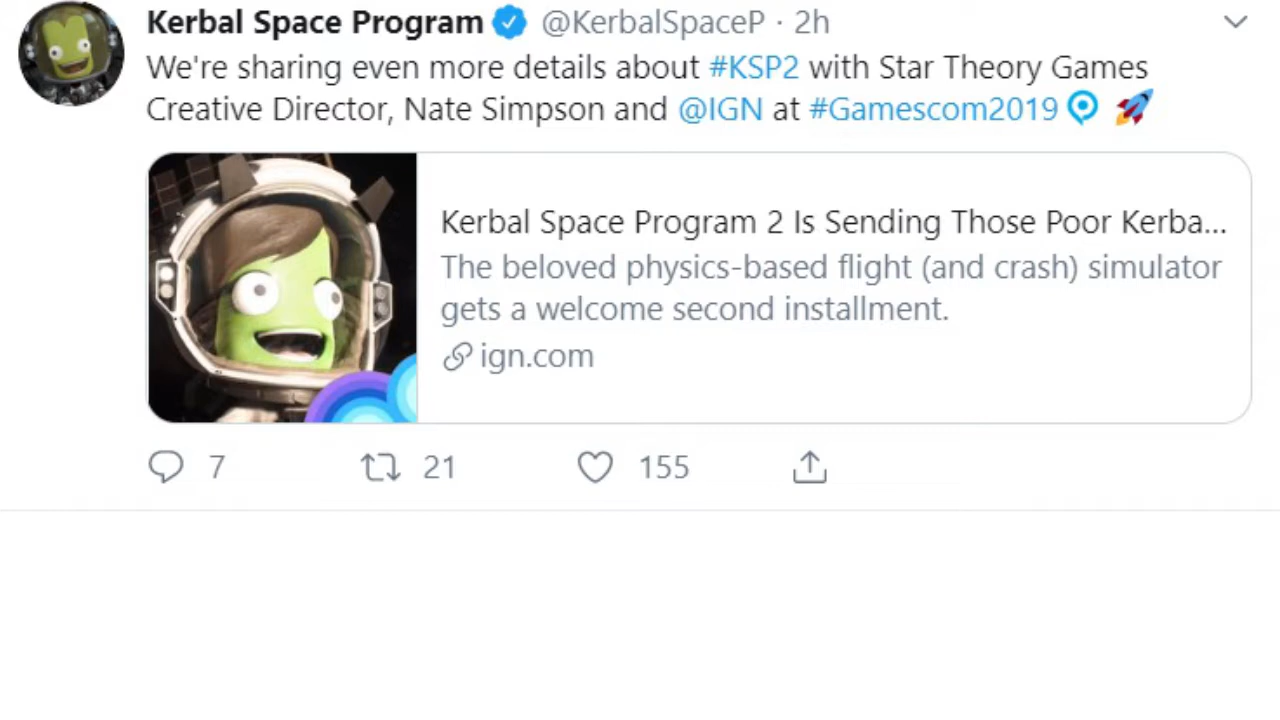 Kerbal Space Program @KerbalSpaceP · 2h
We're sharing even more details about #KSP2 with Star Theory Games
Creative Director, Nate Simpson and @IGN at #Gamescom2019 🚀
Kerbal Space Program 2 Is Sending Those Poor Kerba...
The beloved physics-based flight (and crash) simulator
gets a welcome second installment.
ign.com
7 21 155